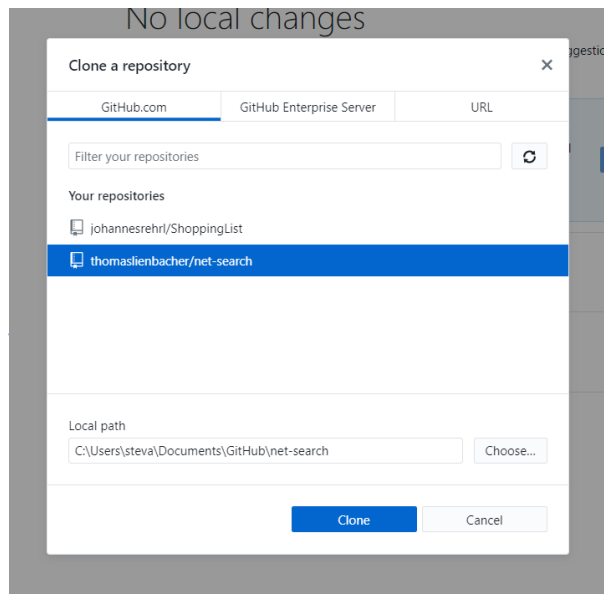 No local changes
Clone a repository
GitHub.com
GitHub Enterprise Server
URL
Filter your repositories
Your repositories
johannesrehrl/ShoppingList
thomaslienbacher/net-search
Local path
C:\Users\steva\Documents\GitHub\net-search
Choose...
Clone
Cancel